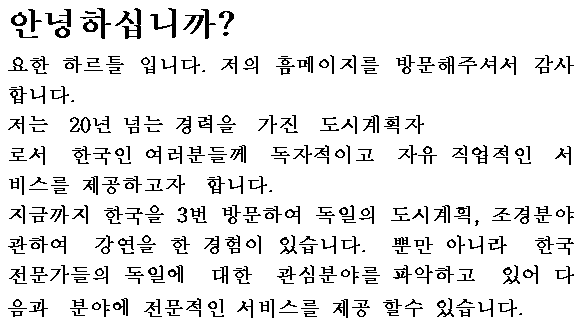 안녕하십니까?
요한 하르틀 입니다. 저의 홈페이지를 방문해주셔서 감사
합니다.
저는 20년 넘는 경력을 가진 도시계획자
로서 한국인 여러분들께 독자적이고 자유 직업적인 서
비스를 제공하고자 합니다.
지금까지 한국을 3번 방문하여 독일의 도시계획, 조경분야
관하여 강연을 한 경험이 있습니다. 뿐만 아니라 한국
전문가들의 독일에 대한 관심분야를 파악하고 있어 다
음과 분야에 전문적인 서비스를 제공 할수 있습니다.